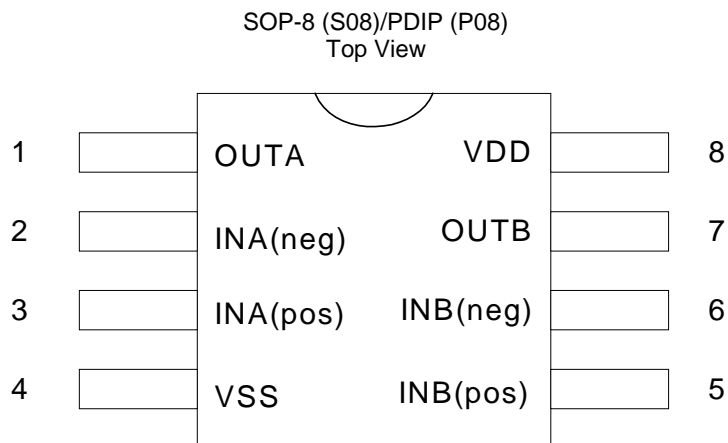 SOP-8 (S08)/PDIP (P08)
Top View
1 OUTA VDD 8
2 INA(neg) OUTB 7
3 INA(pos) INB(neg) 6
4 VSS INB(pos) 5